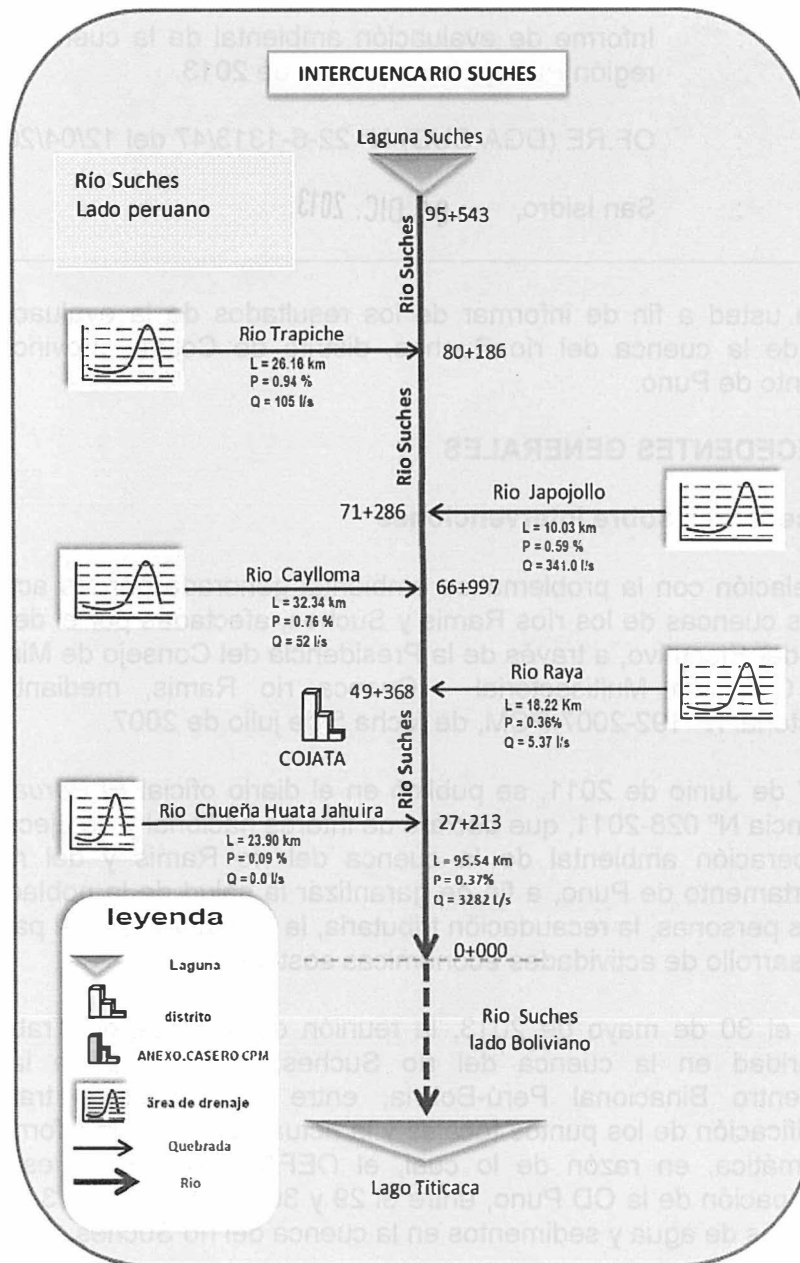 INTERCUENCA RIO SUCHES
Laguna Suches
Río Suches
Lado peruano
95+543
Rio Suches
Rio Trapiche
80+186
L = 26.16 km
P = 0.94 %
Q = 105 l/s
Rio Suches
Rio Japojollo
71+286
L = 10.03 Km
P = 0.59 %
Q = 341.0 l/s
Rio Caylloma
66+997
L = 32.34 km
P = 0.76 %
Q = 52 l/s
Rio Raya
49+368
L = 18.22 Km
P = 0.36%
Q = 5.37 l/s
COJATA
Rio Suches
Rio Chueña Huata Jahuira
27+213
L = 23.90 km
P = 0.09 %
Q = 0.0 l/s
L = 95.54 Km
P = 0.37%
Q = 3282 l/s
0+000
Rio Suches
lado Boliviano
Lago Titicaca
leyenda
Laguna
distrito
ANEXO.CASERO CPM
área de drenaje
Quebrada
Rio